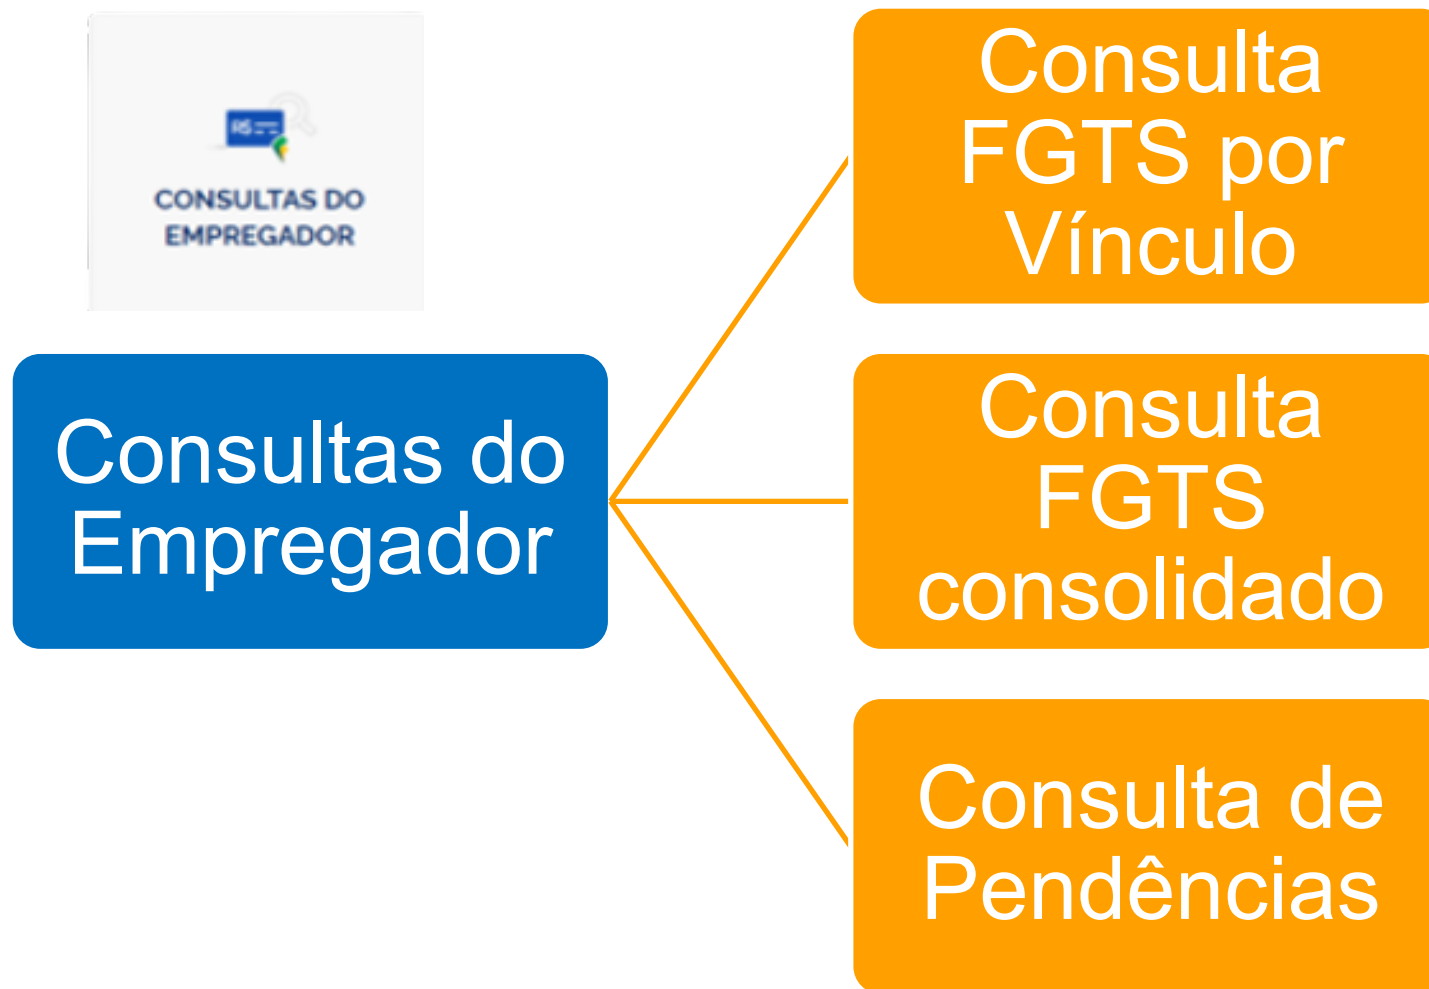 R$
CONSULTAS DO
EMPREGADOR
Consultas do
Empregador
Consulta
FGTS por
Vínculo
Consulta
FGTS
consolidado
Consulta de
Pendências